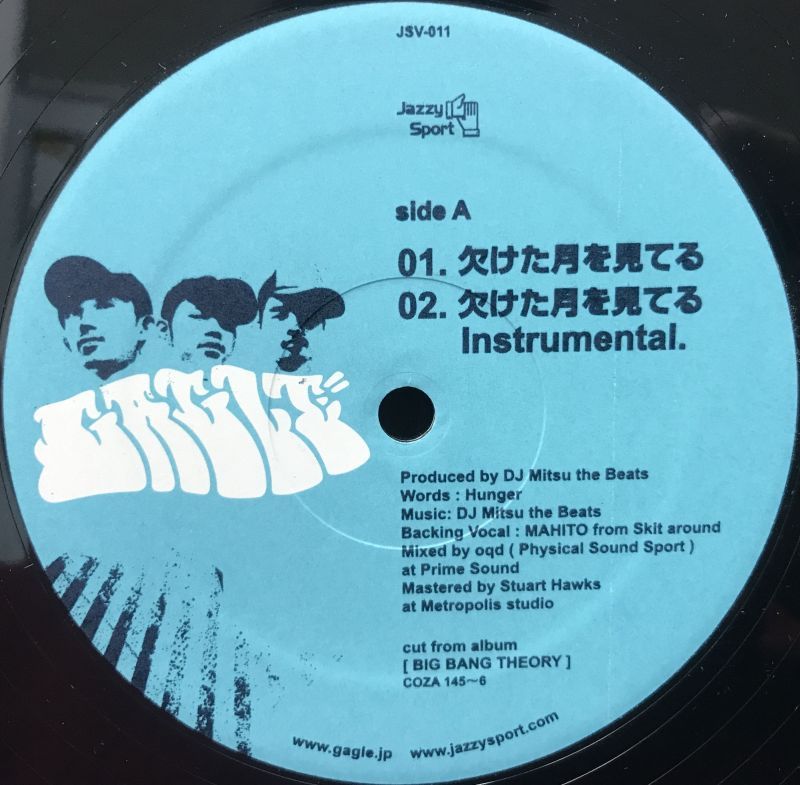 JSV-011
Jazzy
Sport
side A
01. 欠けた月を見てる
02. 欠けた月を見てる
Instrumental.
GAGLE
Produced by DJ Mitsu the Beats
Words : Hunger
Music: DJ Mitsu the Beats
Backing Vocal : MAHITO from Skit around
Mixed by oqd ( Physical Sound Sport )
at Prime Sound
Mastered by Stuart Hawks
at Metropolis studio
cut from album
[ BIG BANG THEORY ]
COZA 145~6
www.gagle.jp www.jazzysport.com